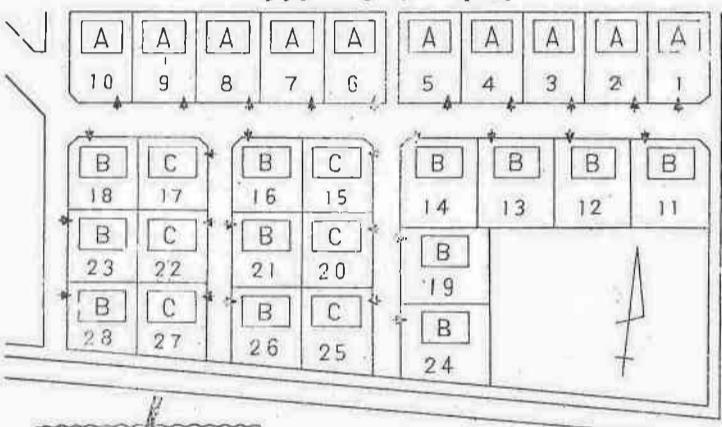 A A A A A A A A A A
10 9 8 7 6 5 4 3 2 1
B C B C B B B B
18 17 16 15 14 13 12 11
B C B C B
23 22 21 20 19
B C B C B
28 27 26 25 24